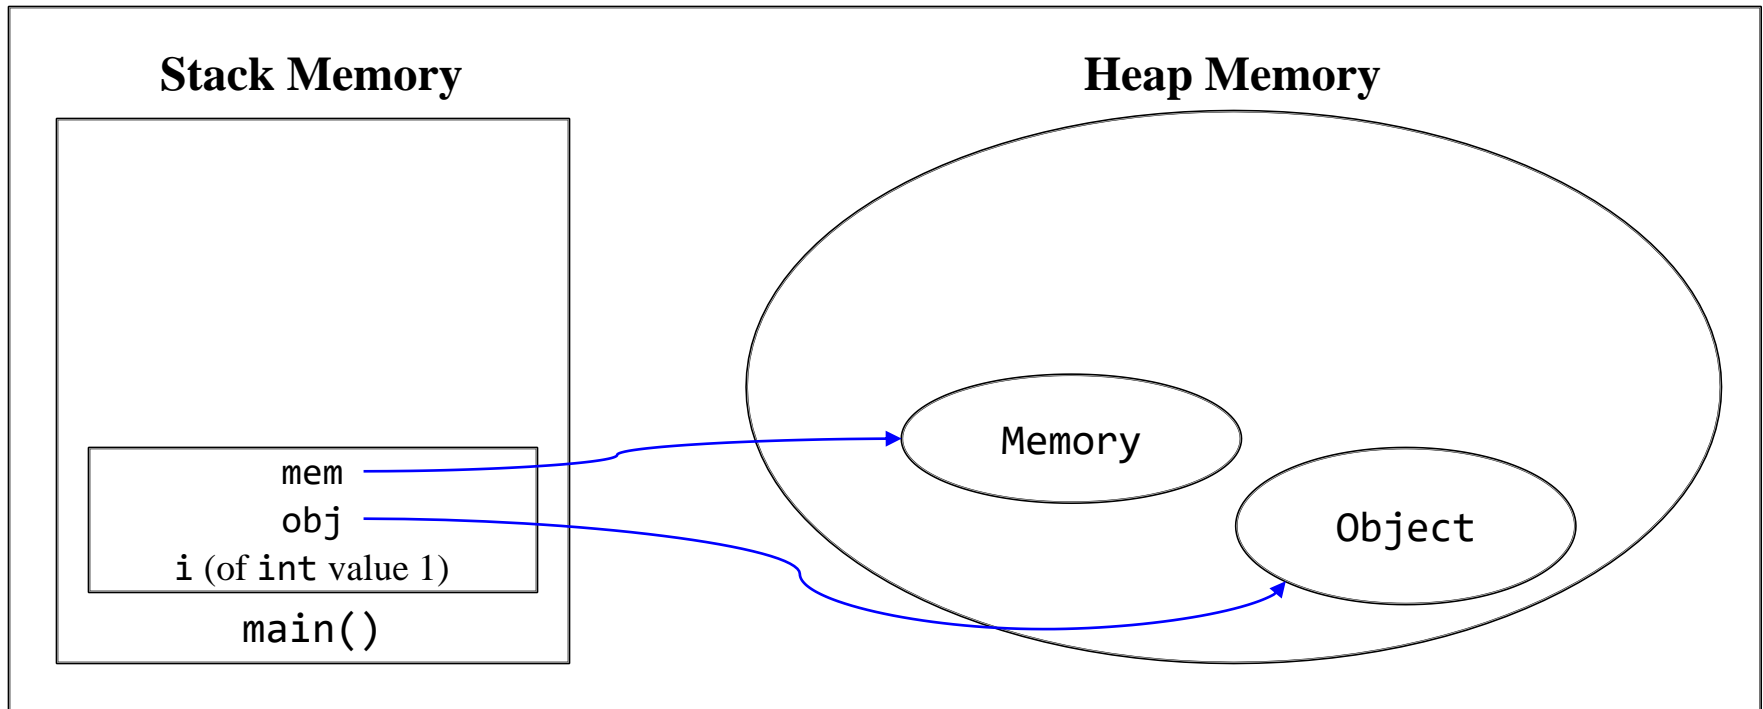 Stack Memory
Heap Memory
mem
obj
i (of int value 1)
main()
Memory
Object